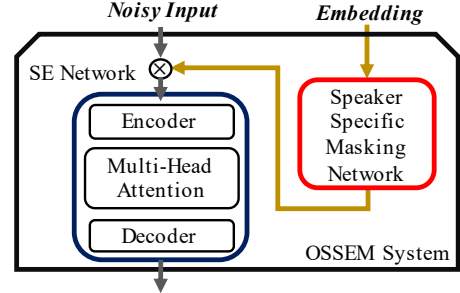 Noisy Input
Embedding
SE Network
Encoder
Multi-Head
Attention
Decoder
Speaker
Specific
Masking
Network
OSSEM System